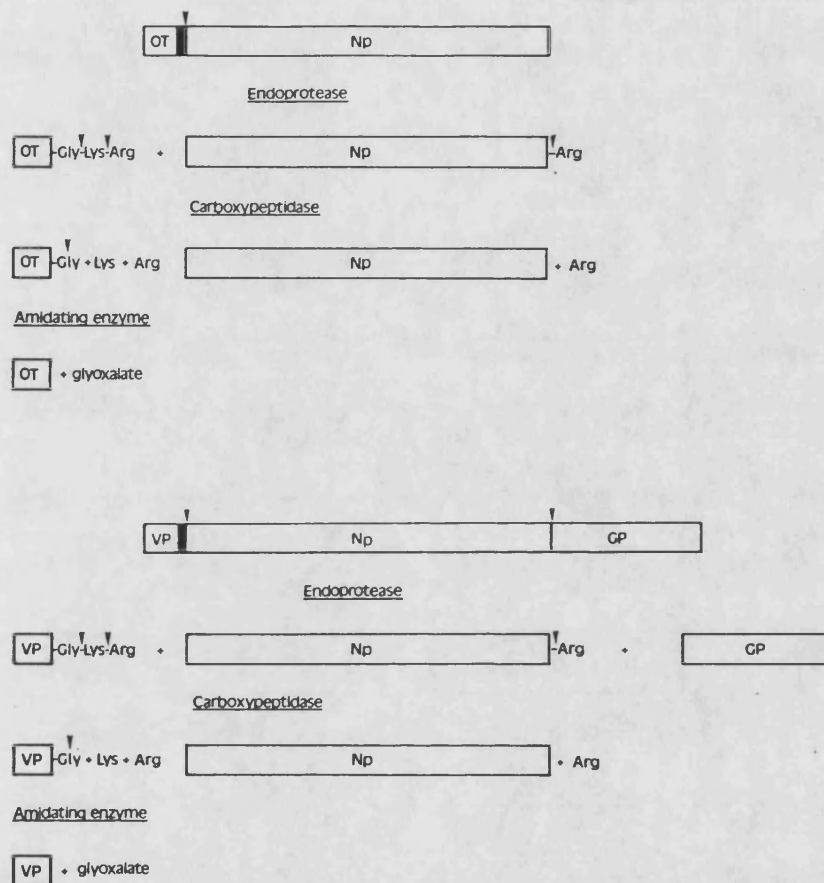 OT Np
Endoprotease
OT -Gly-Lys-Arg + Np -Arg
Carboxypeptidase
OT -Gly + Lys + Arg Np + Arg
Amidating enzyme
OT + glyoxalate
VP Np GP
Endoprotease
VP -Gly-Lys-Arg + Np -Arg + GP
Carboxypeptidase
VP -Gly + Lys + Arg Np + Arg
Amidating enzyme
VP + glyoxalate